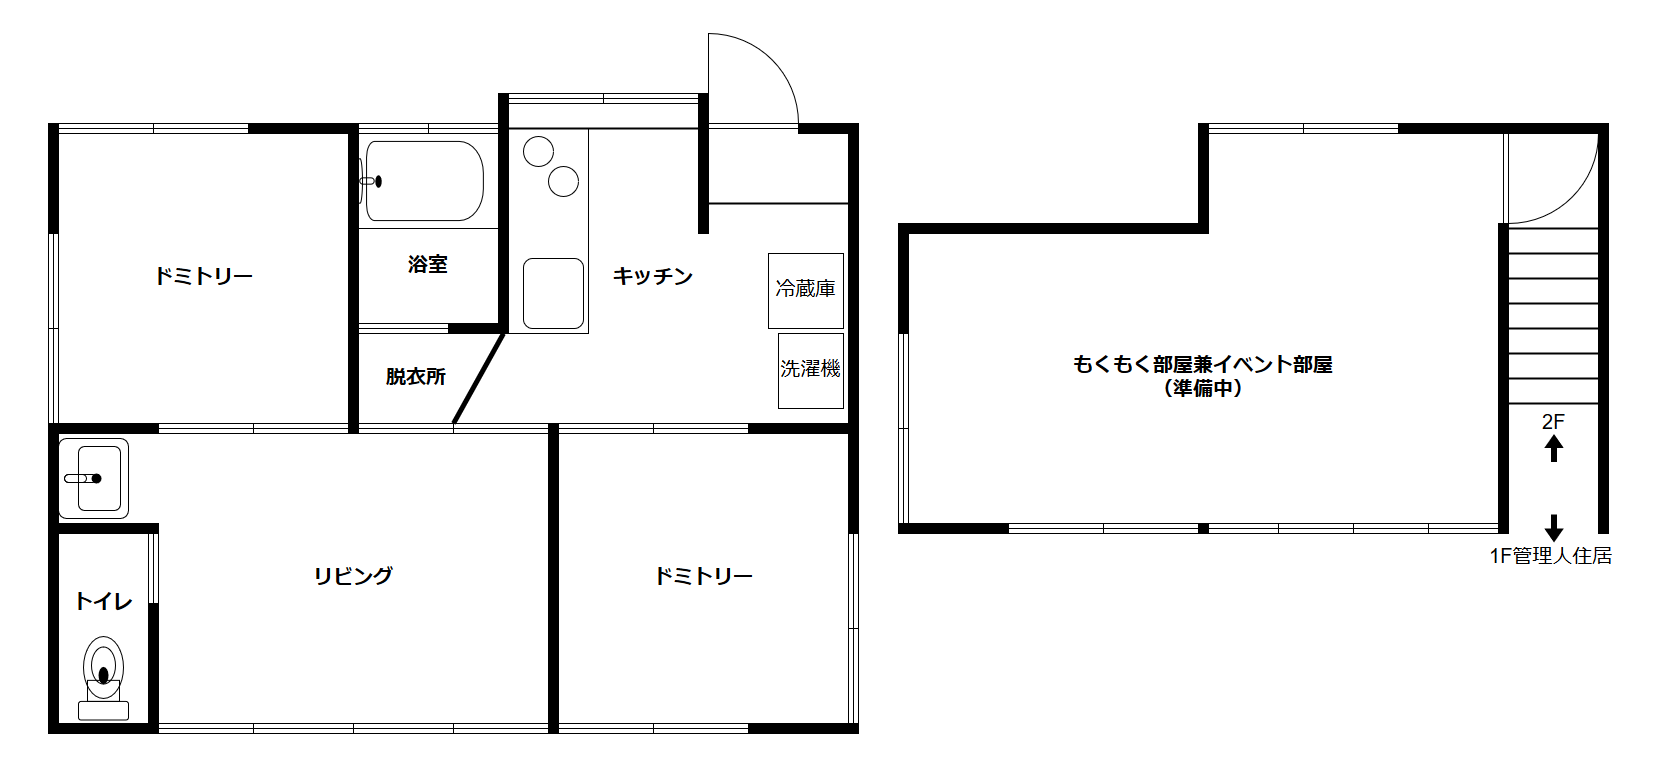 ドミトリー
浴室
キッチン
冷蔵庫
脱衣所
洗濯機
リビング
ドミトリー
トイレ
もくもく部屋兼イベント部屋
（準備中）
2F
1F管理人住居